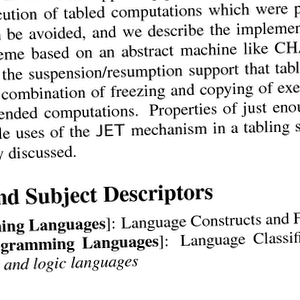 cution of tabled computations which were p
be avoided, and we describe the implemen
eme based on an abstract machine like CH
the suspension/resumption support that tabl
combination of freezing and copying of exe
ended computations. Properties of just enou
le uses of the JET mechanism in a tabling s
y discussed.
nd Subject Descriptors
ning Languages]: Language Constructs and F
gramming Languages]: Language Classifi
and logic languages